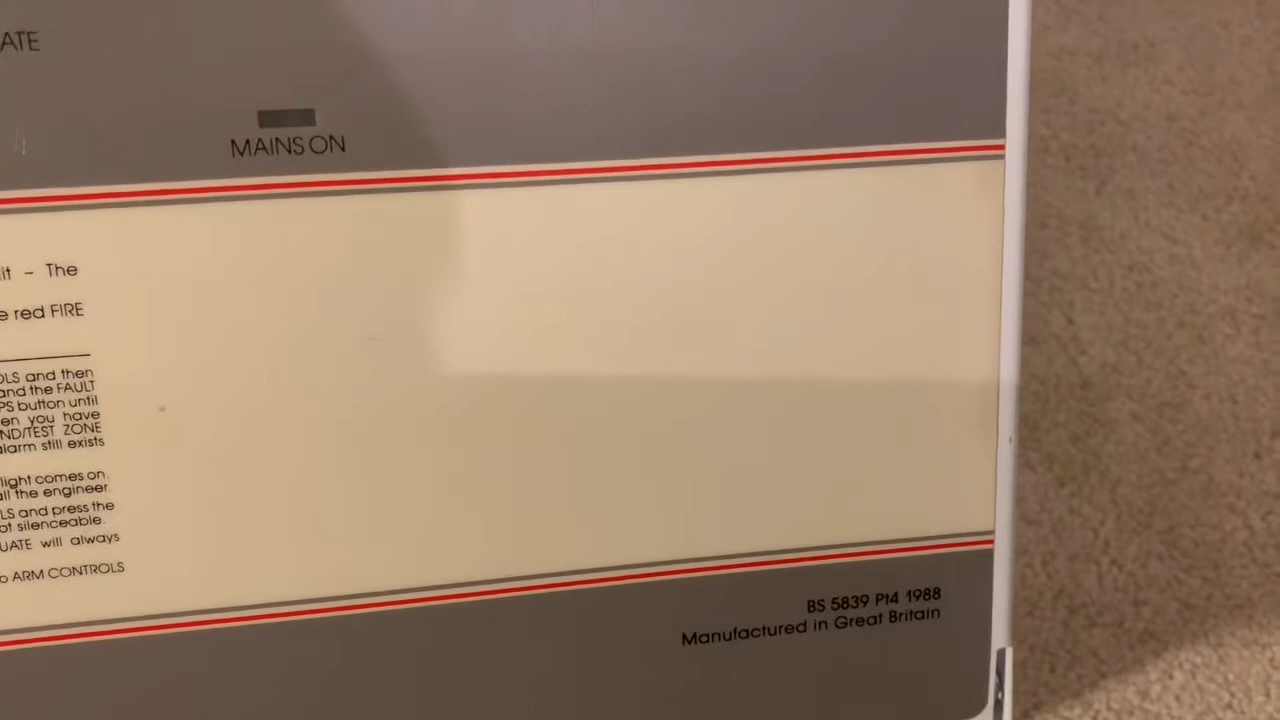 ATE
MAINS ON
it – The
e red FIRE
OLS and then
and the FAULT
PS button until
en you have
ND/TEST ZONE
alarm still exists
light comes on
all the engineer
LS and press the
ot silenceable.
UATE will always
o ARM CONTROLS
BS 5839 Pt4 1988
Manufactured in Great Britain